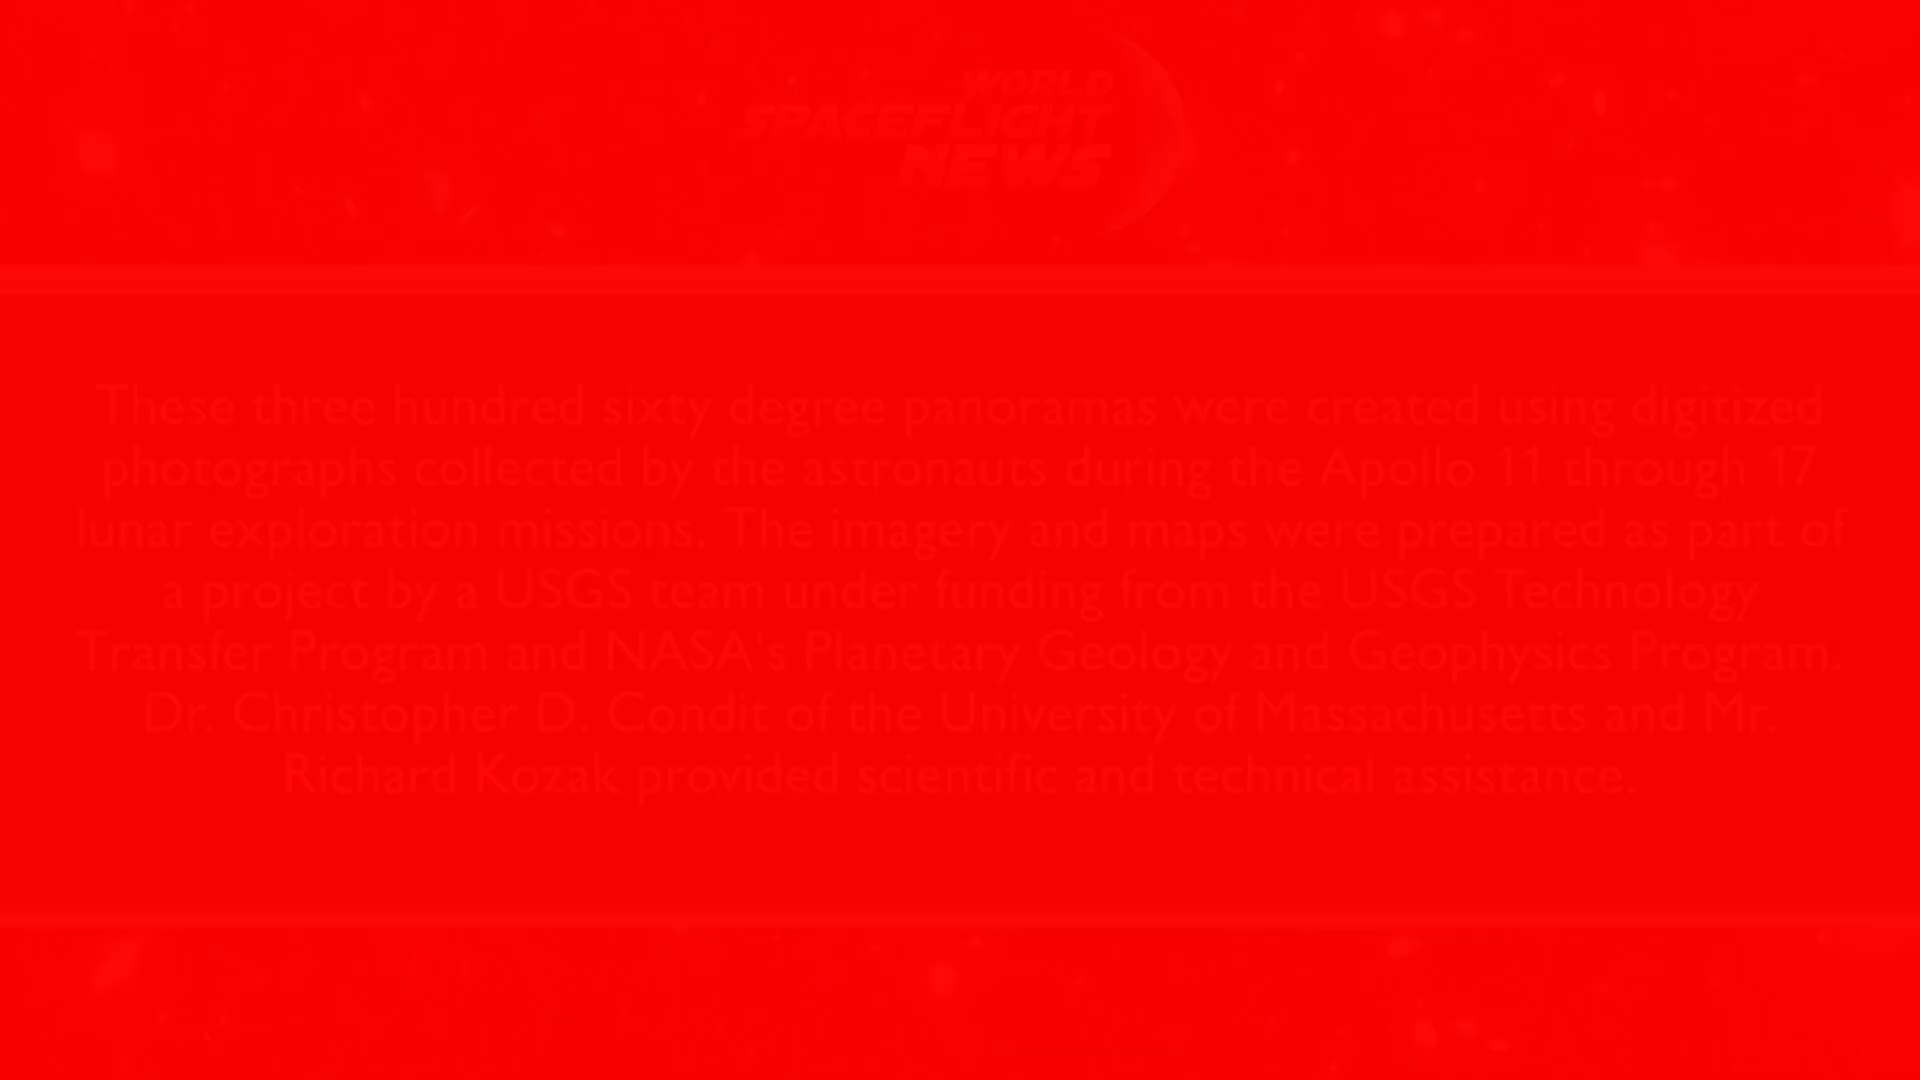 WORLD
SPACEFLIGHT
NEWS
These three hundred sixty degree panoramas were created using digitized
photographs collected by the astronauts during the Apollo 11 through 17
lunar exploration missions. The imagery and maps were prepared as part of
a project by a USGS team under funding from the USGS Technology
Transfer Program and NASA's Planetary Geology and Geophysics Program.
Dr. Christopher D. Condit of the University of Massachusetts and Mr.
Richard Kozak provided scientific and technical assistance.